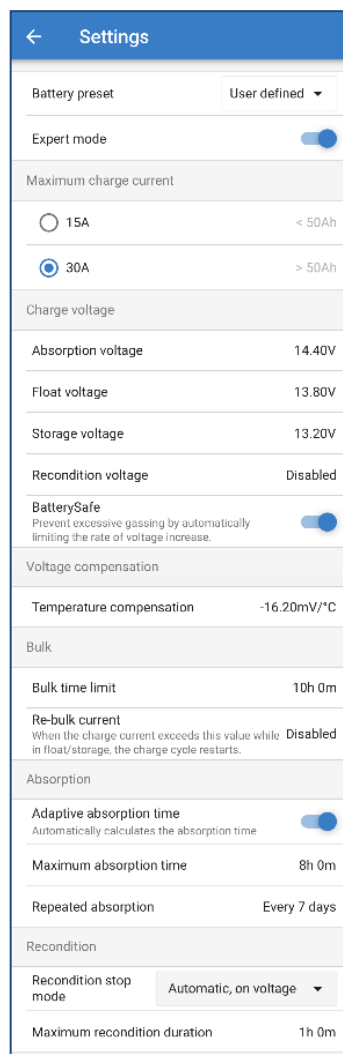 Settings
Battery preset User defined
Expert mode
Maximum charge current
15A < 50Ah
30A > 50Ah
Charge voltage
Absorption voltage 14.40V
Float voltage 13.80V
Storage voltage 13.20V
Recondition voltage Disabled
BatterySafe
Prevent excessive gassing by automatically
limiting the rate of voltage increase.
Voltage compensation
Temperature compensation -16.20mV/°C
Bulk
Bulk time limit 10h 0m
Re-bulk current
When the charge current exceeds this value while Disabled
in float/storage, the charge cycle restarts.
Absorption
Adaptive absorption time
Automatically calculates the absorption time
Maximum absorption time 8h 0m
Repeated absorption Every 7 days
Recondition
Recondition stop
mode Automatic, on voltage
Maximum recondition duration 1h 0m